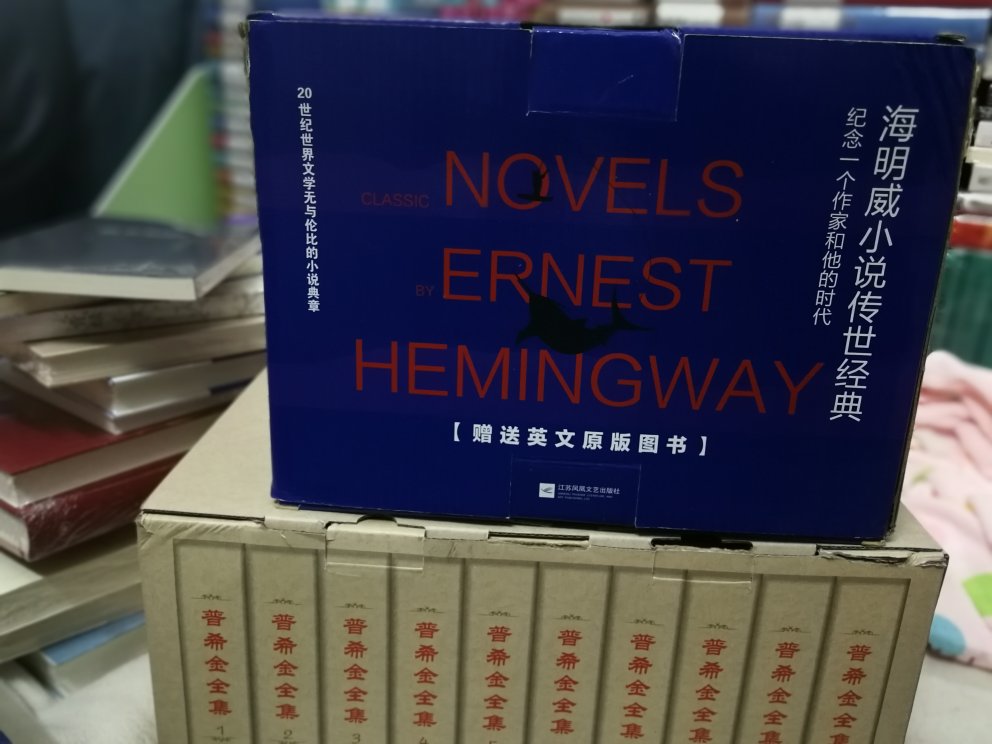 20世纪世界文学无与伦比的小说典章
CLASSIC NOVELS
BY ERNEST
HEMINGWAY
海明威小说传世经典
纪念一个作家和他的时代
【赠送英文原版图书】
江苏凤凰文艺出版社
普希金全集 1
普希金全集 2
普希金全集 3
普希金全集 4
普希金全集 5
普希金全集
普希金全集
普希金全集
普希金全集
普希金全集